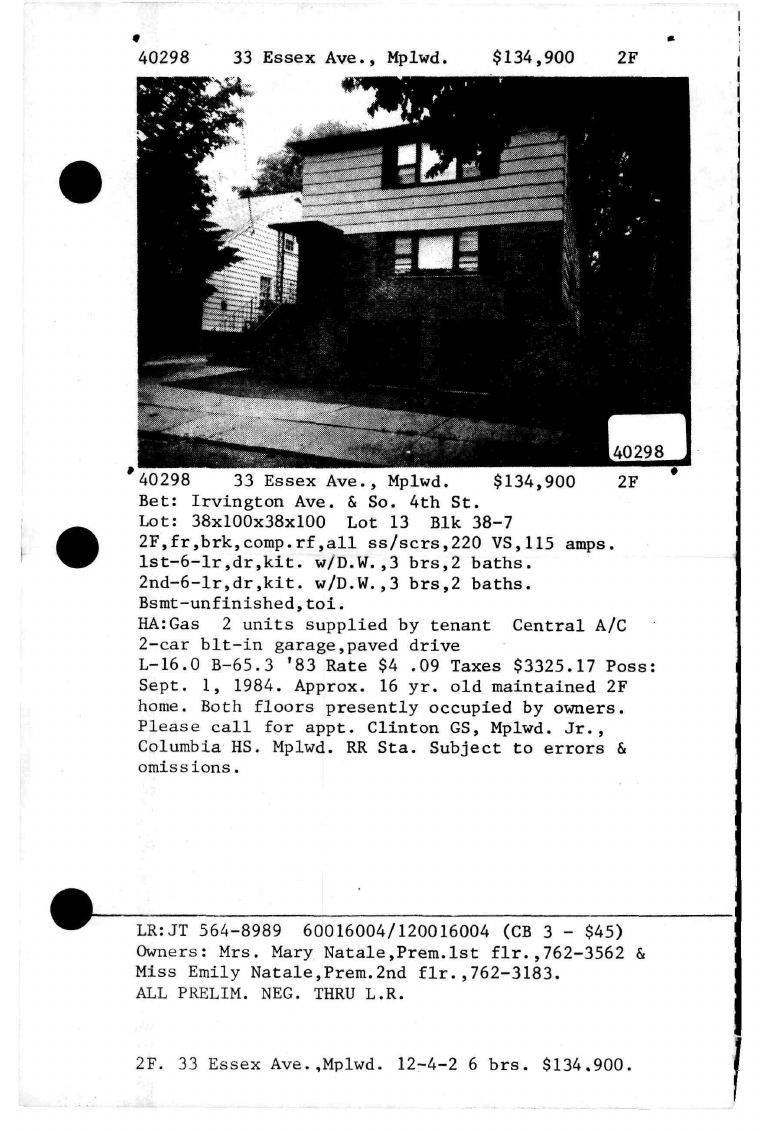 40298 33 Essex Ave., Mplwd. $134,900 2F
40298
40298 33 Essex Ave., Mplwd. $134,900 2F
Bet: Irvington Ave. & So. 4th St.
Lot: 38x100x38x100 Lot 13 Blk 38-7
2F,fr,brk,comp.rf,all ss/scrs,220 VS,115 amps.
1st-6-lr,dr,kit. w/D.W.,3 brs,2 baths.
2nd-6-lr,dr,kit. w/D.W.,3 brs,2 baths.
Bsmt-unfinished,toi.
HA:Gas 2 units supplied by tenant Central A/C
2-car blt-in garage,paved drive
L-16.0 B-65.3 '83 Rate $4 .09 Taxes $3325.17 Poss:
Sept. 1, 1984. Approx. 16 yr. old maintained 2F
home. Both floors presently occupied by owners.
Please call for appt. Clinton GS, Mplwd. Jr.,
Columbia HS. Mplwd. RR Sta. Subject to errors &
omissions.
LR:JT 564-8989 60016004/120016004 (CB 3 - $45)
Owners: Mrs. Mary Natale,Prem.1st flr.,762-3562 &
Miss Emily Natale,Prem.2nd flr.,762-3183.
ALL PRELIM. NEG. THRU L.R.
2F. 33 Essex Ave.,Mplwd. 12-4-2 6 brs. $134.900.